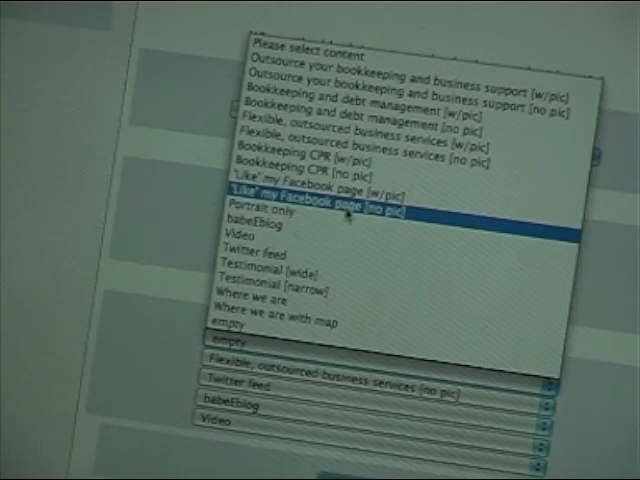 Please select content
Outsource your bookkeeping and business support [w/pic]
Outsource your bookkeeping and business support [no pic]
Bookkeeping and debt management [w/pic]
Bookkeeping and debt management [no pic]
Flexible, outsourced business services [w/pic]
Flexible, outsourced business services [no pic]
Bookkeeping CPR [w/pic]
Bookkeeping CPR [no pic]
'Like' my Facebook page [w/pic]
'Like' my Facebook page [no pic]
Portrait only
babeEblog
Video
Twitter feed
Testimonial [wide]
Testimonial [narrow]
Where we are
Where we are with map
empty
empty
Flexible, outsourced business services [no pic]
Twitter feed
babeEblog
Video